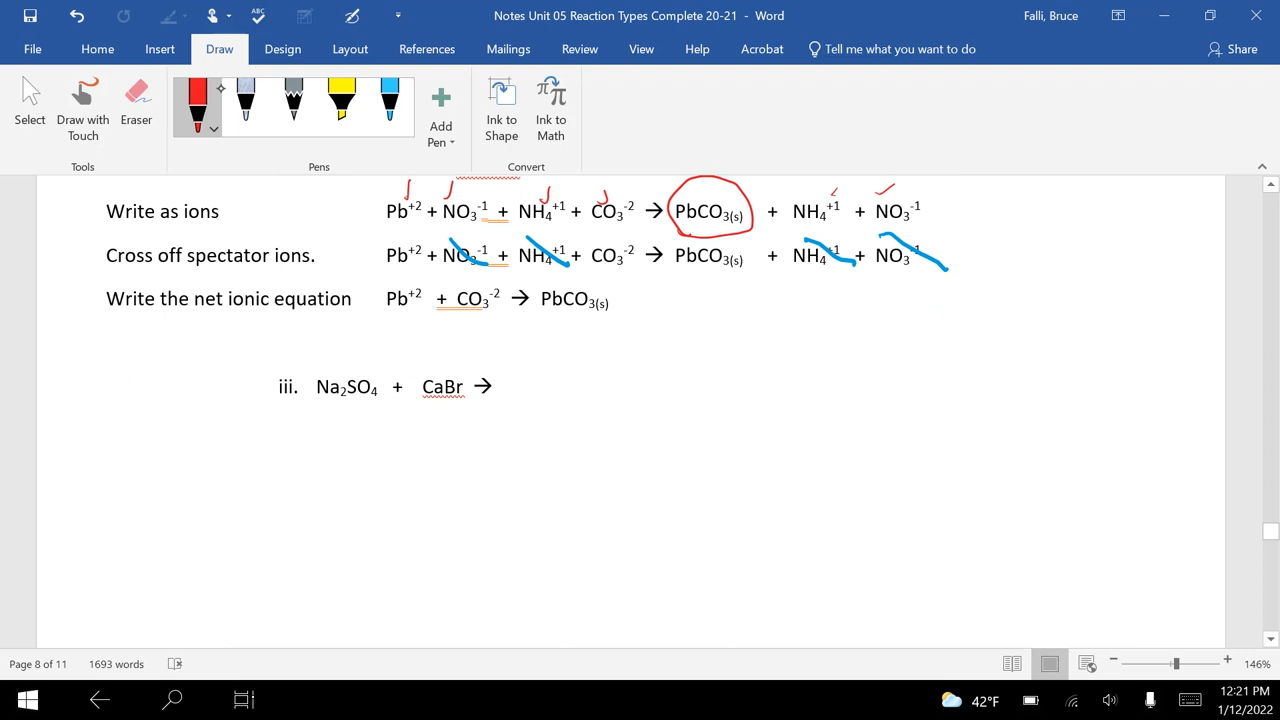 Notes Unit 05 Reaction Types Complete 20-21 - Word
Falli, Bruce
File Home Insert Draw Design Layout References Mailings Review View Help Acrobat Tell me what you want to do Share
Select Draw with Touch Eraser Add Pen Ink to Shape Ink to Math
ABC
Tools Pens Convert
Write as ions Pb⁺² + NO₃⁻¹ + NH₄⁺¹ + CO₃⁻² → PbCO₃₍ₛ₎ + NH₄⁺¹ + NO₃⁻¹
Cross off spectator ions. Pb⁺² + NO₃⁻¹ + NH₄⁺¹ + CO₃⁻² → PbCO₃₍ₛ₎ + NH₄⁺¹ + NO₃⁻¹
Write the net ionic equation Pb⁺² + CO₃⁻² → PbCO₃₍ₛ₎
iii. Na₂SO₄ + CaBr →
Page 8 of 11 1693 words 146%
42°F 12:21 PM
1/12/2022